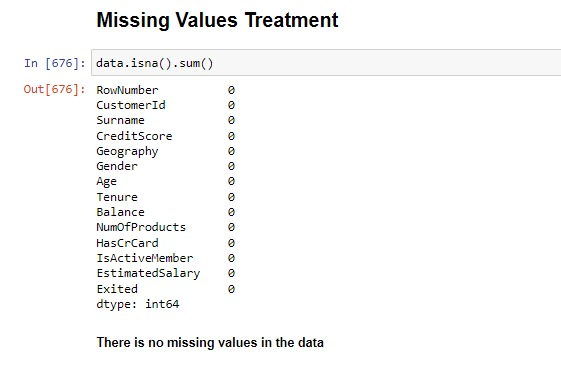 Missing Values Treatment
In [676]: data.isna().sum()
Out[676]: RowNumber 0
CustomerId 0
Surname 0
CreditScore 0
Geography 0
Gender 0
Age 0
Tenure 0
Balance 0
NumOfProducts 0
HasCrCard 0
IsActiveMember 0
EstimatedSalary 0
Exited 0
dtype: int64
There is no missing values in the data